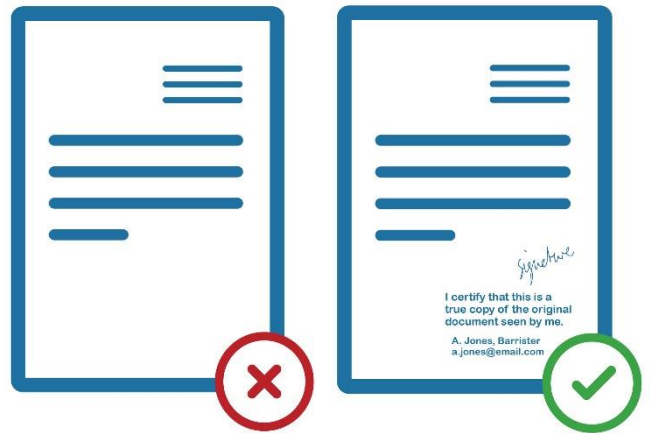 Signature
I certify that this is a
true copy of the original
document seen by me.
A. Jones, Barrister
a.jones@email.com